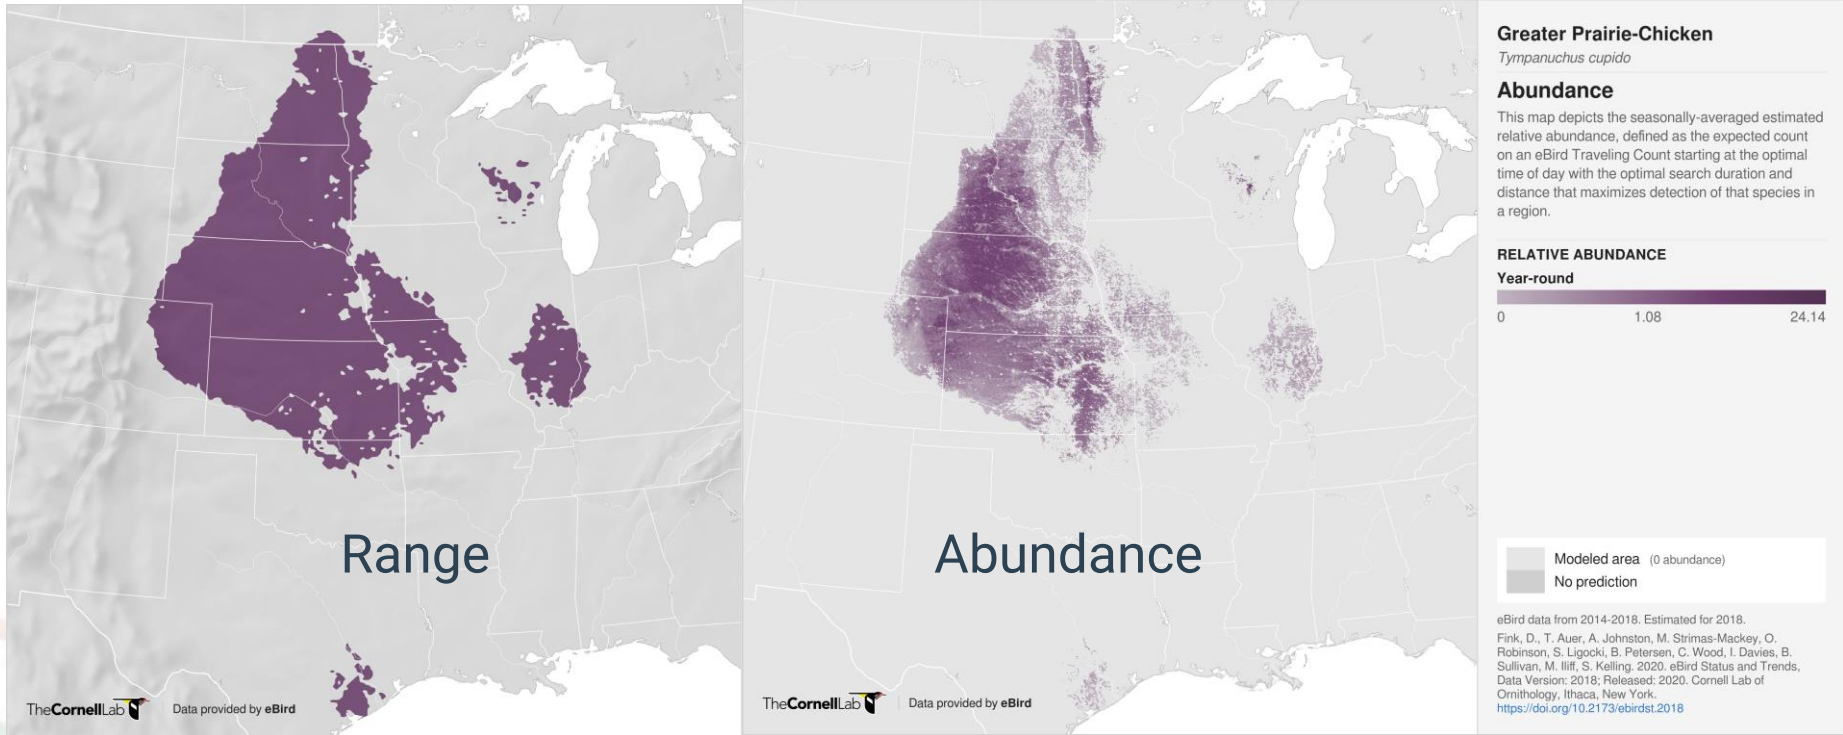 Range
TheCornellLab
Data provided by eBird
Abundance
TheCornellLab
Data provided by eBird
Greater Prairie-Chicken
Tympanuchus cupido
Abundance
This map depicts the seasonally-averaged estimated
relative abundance, defined as the expected count
on an eBird Traveling Count starting at the optimal
time of day with the optimal search duration and
distance that maximizes detection of that species in
a region.
RELATIVE ABUNDANCE
Year-round
0 1.08 24.14
Modeled area (0 abundance)
No prediction
eBird data from 2014-2018. Estimated for 2018.
Fink, D., T. Auer, A. Johnston, M. Strimas-Mackey, O.
Robinson, S. Ligocki, B. Petersen, C. Wood, I. Davies, B.
Sullivan, M. Iliff, S. Kelling. 2020. eBird Status and Trends,
Data Version: 2018; Released: 2020. Cornell Lab of
Ornithology, Ithaca, New York.
https://doi.org/10.2173/ebirdst.2018